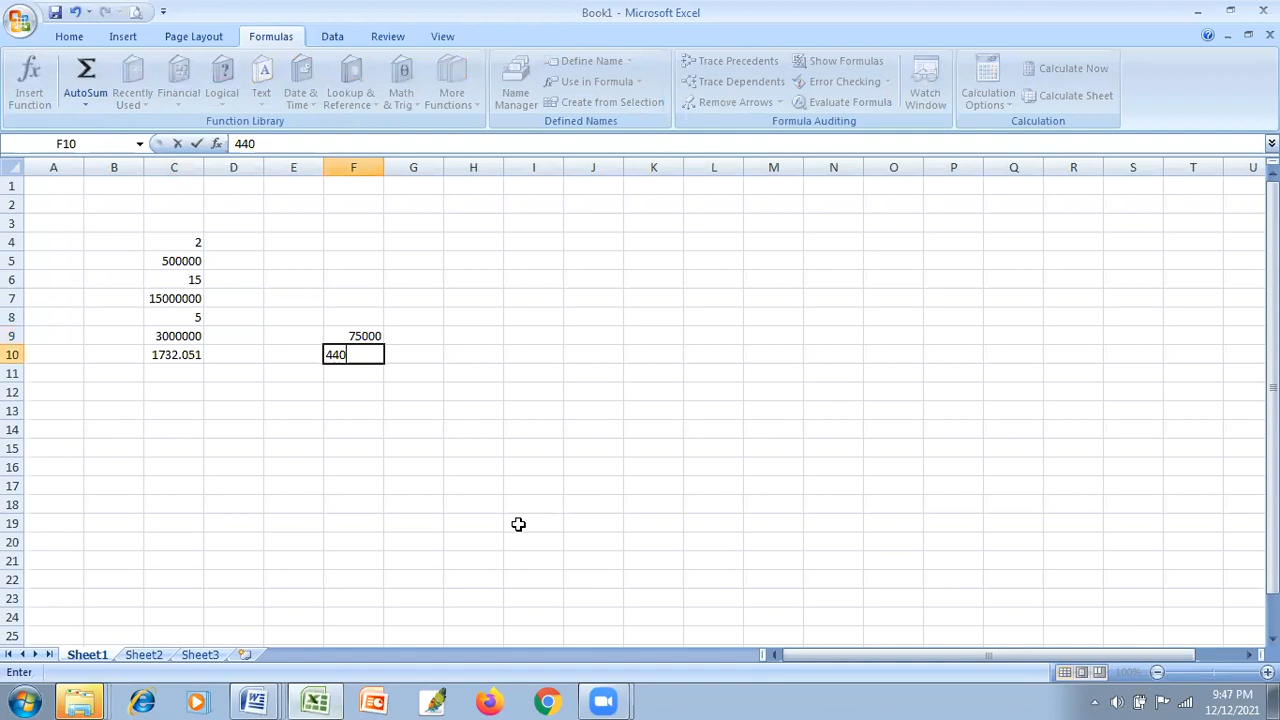 Book1 - Microsoft Excel
Home Insert Page Layout Formulas Data Review View
Insert Function
AutoSum
Recently Used
Financial
Logical
Text
Date & Time
Lookup & Reference
Math & Trig
More Functions
Function Library
Name Manager
Define Name
Use in Formula
Create from Selection
Defined Names
Trace Precedents
Trace Dependents
Remove Arrows
Show Formulas
Error Checking
Evaluate Formula
Formula Auditing
Watch Window
Calculation Options
Calculate Now
Calculate Sheet
Calculation
F10 440
A B C D E F G H I J K L M N O P Q R S T U
1
2
3
4 2
5 500000
6 15
7 15000000
8 5
9 3000000 75000
10 1732.051 440
11
12
13
14
15
16
17
18
19
20
21
22
23
24
25
Sheet1 Sheet2 Sheet3
Enter 100%
9:47 PM
12/12/2021